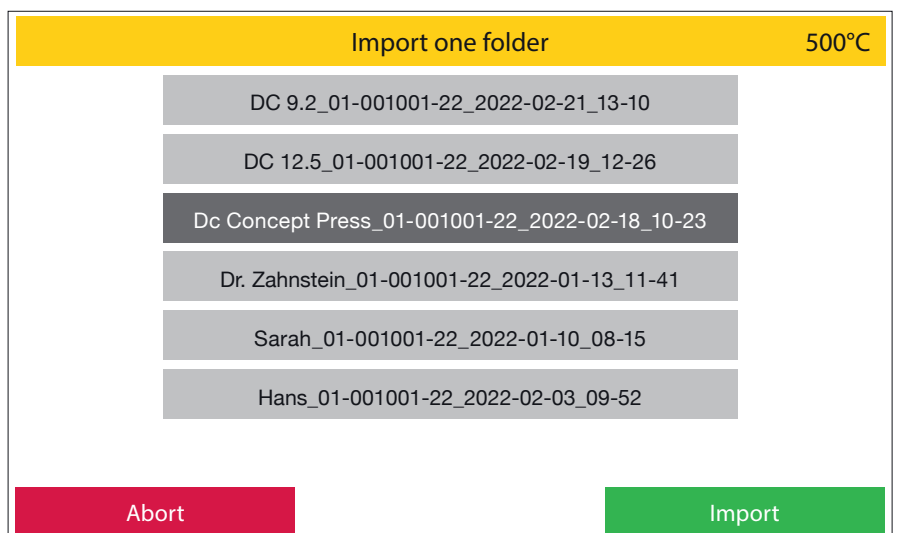 Import one folder 500°C
DC 9.2_01-001001-22_2022-02-21_13-10
DC 12.5_01-001001-22_2022-02-19_12-26
Dc Concept Press_01-001001-22_2022-02-18_10-23
Dr. Zahnstein_01-001001-22_2022-01-13_11-41
Sarah_01-001001-22_2022-01-10_08-15
Hans_01-001001-22_2022-02-03_09-52
Abort Import